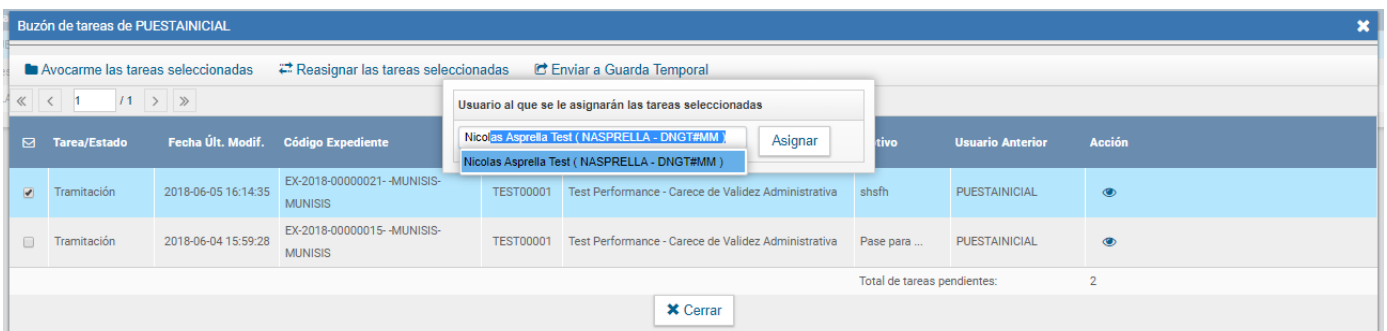 Buzón de tareas de PUESTAINICIAL
Avocarme las tareas seleccionadas Reasignar las tareas seleccionadas Enviar a Guarda Temporal
1 / 1
Usuario al que se le asignarán las tareas seleccionadas
Nicolas Asprella Test ( NASPRELLA - DNGT#MM ) Asignar
Nicolas Asprella Test ( NASPRELLA - DNGT#MM )
Tarea/Estado Fecha Últ. Modif. Código Expediente tivo Usuario Anterior Acción
Tramitación 2018-06-05 16:14:35 EX-2018-00000021- -MUNISIS-
MUNISIS TEST00001 Test Performance - Carece de Validez Administrativa shsfh PUESTAINICIAL
Tramitación 2018-06-04 15:59:28 EX-2018-00000015- -MUNISIS-
MUNISIS TEST00001 Test Performance - Carece de Validez Administrativa Pase para ... PUESTAINICIAL
Total de tareas pendientes: 2
Cerrar